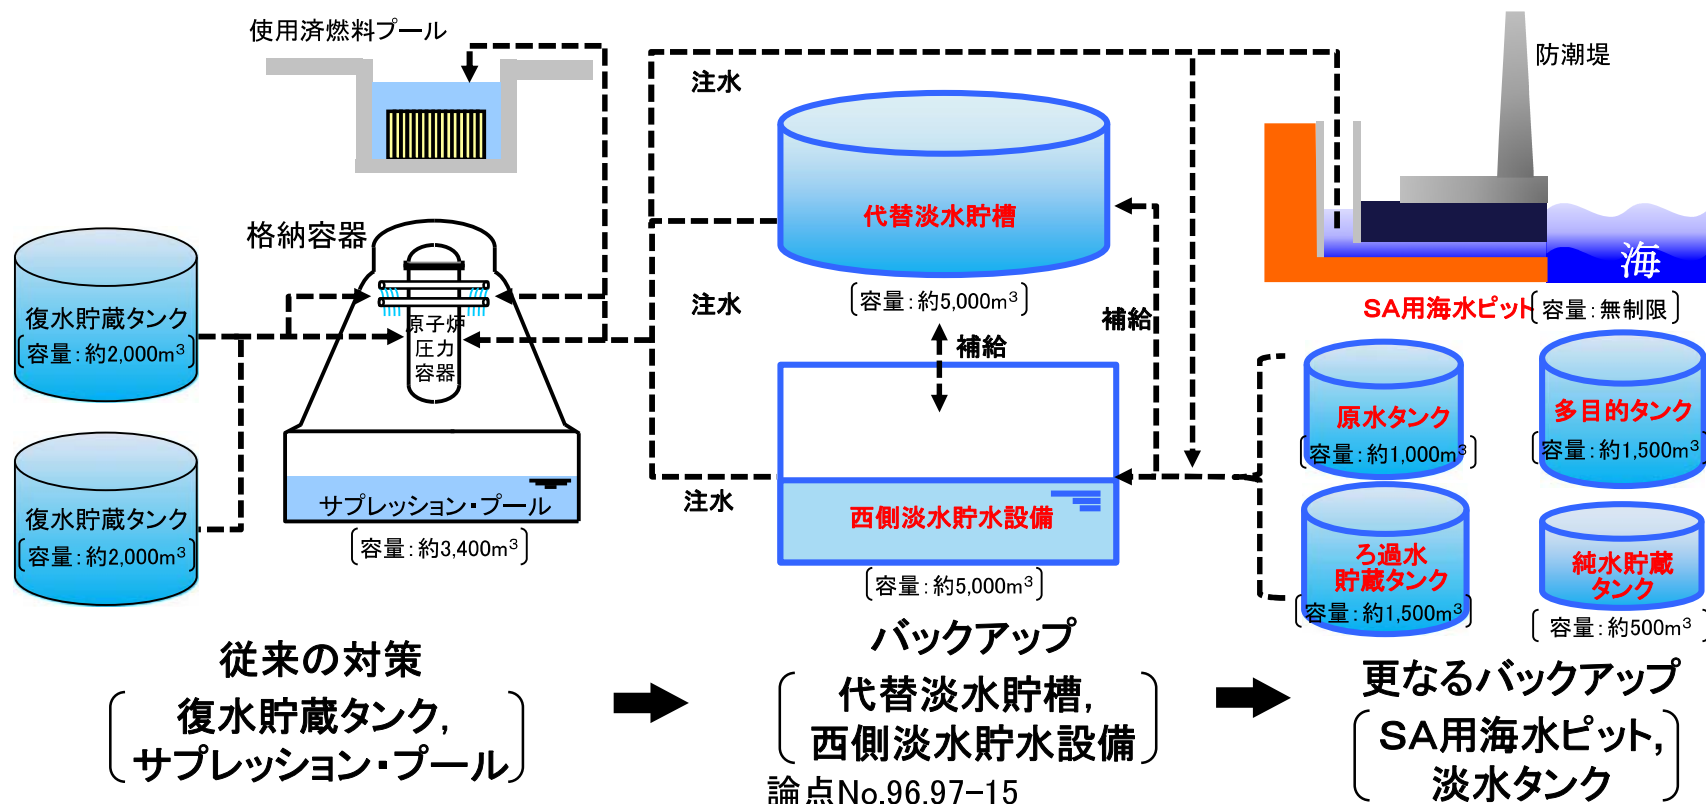 使用済燃料プール
防潮堤
注水
格納容器
代替淡水貯槽
海
復水貯蔵タンク
容量：約2,000m³
原子炉
圧力
容器
注水
容量：約5,000m³
補給
補給
SA用海水ピット
容量：無制限
原水タンク
容量：約1,000m³
多目的タンク
容量：約1,500m³
復水貯蔵タンク
容量：約2,000m³
サプレッション・プール
容量：約3,400m³
注水
西側淡水貯水設備
容量：約5,000m³
ろ過水
貯蔵タンク
容量：約1,500m³
純水貯蔵
タンク
容量：約500m³
従来の対策
復水貯蔵タンク，
サプレッション・プール
バックアップ
代替淡水貯槽，
西側淡水貯水設備
更なるバックアップ
SA用海水ピット，
淡水タンク
論点No.96,97-15